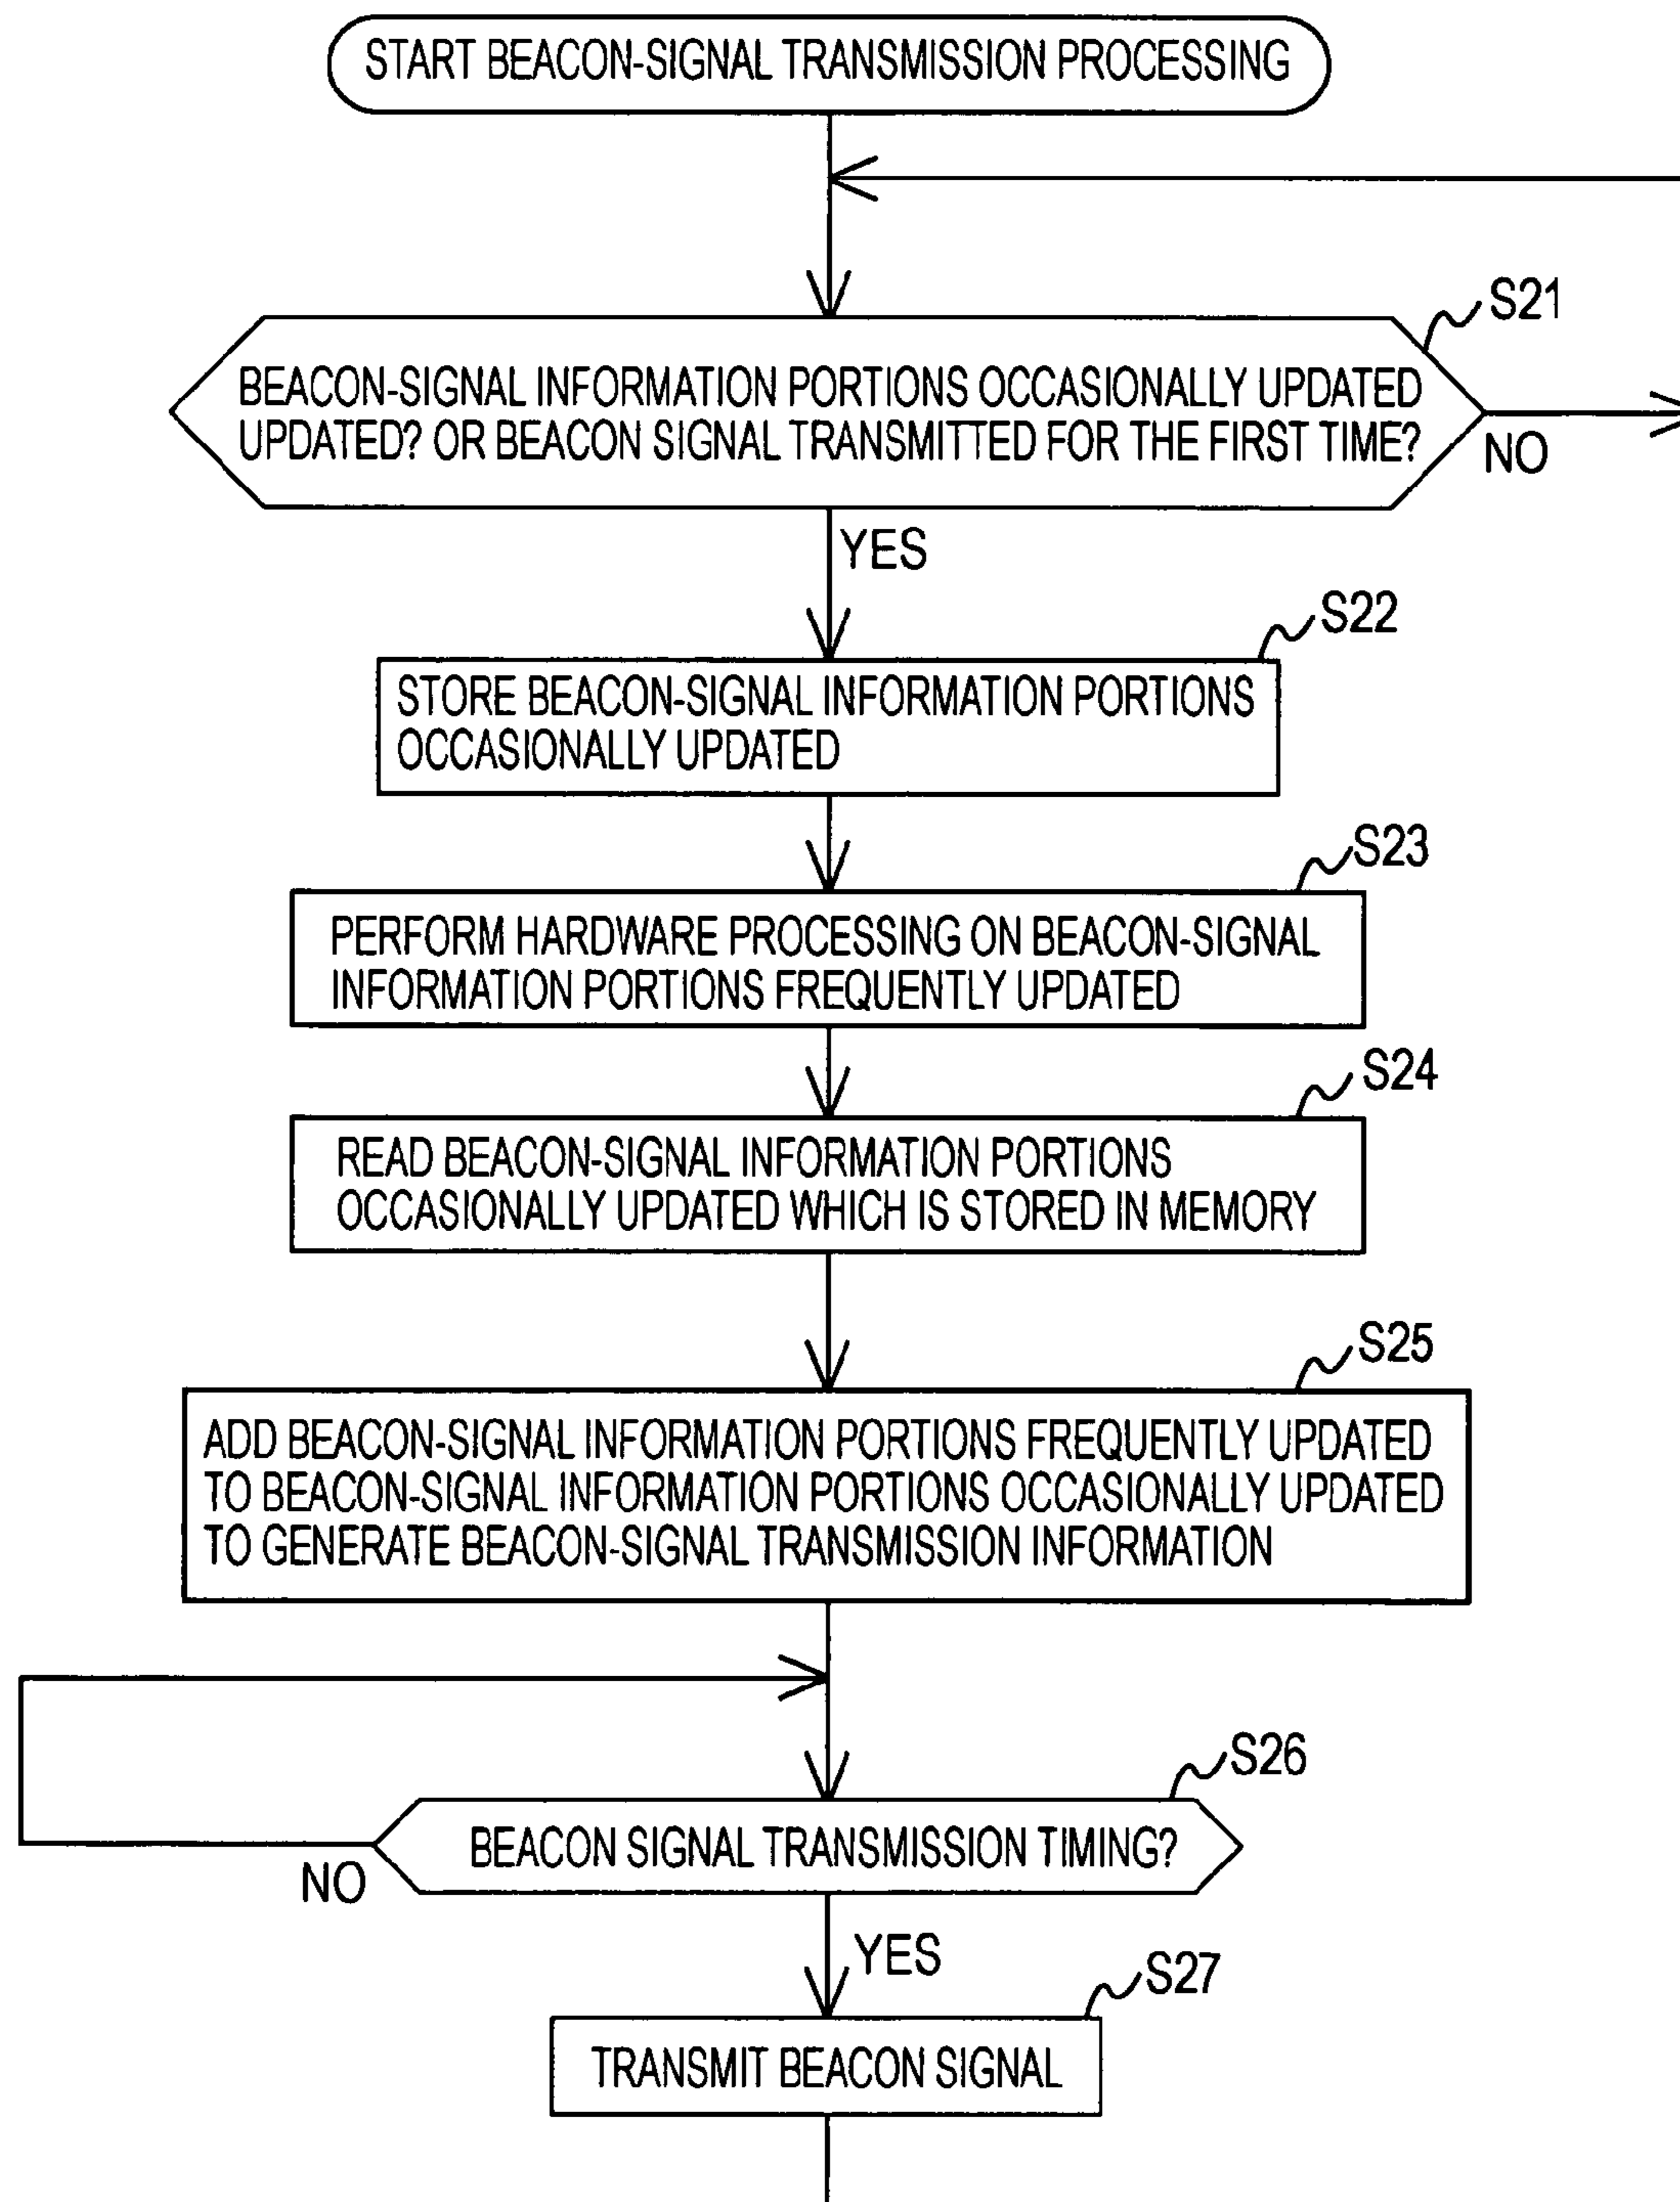 START BEACON-SIGNAL TRANSMISSION PROCESSING
S21
BEACON-SIGNAL INFORMATION PORTIONS OCCASIONALLY UPDATED
UPDATED? OR BEACON SIGNAL TRANSMITTED FOR THE FIRST TIME?
NO
YES
S22
STORE BEACON-SIGNAL INFORMATION PORTIONS
OCCASIONALLY UPDATED
S23
PERFORM HARDWARE PROCESSING ON BEACON-SIGNAL
INFORMATION PORTIONS FREQUENTLY UPDATED
S24
READ BEACON-SIGNAL INFORMATION PORTIONS
OCCASIONALLY UPDATED WHICH IS STORED IN MEMORY
S25
ADD BEACON-SIGNAL INFORMATION PORTIONS FREQUENTLY UPDATED
TO BEACON-SIGNAL INFORMATION PORTIONS OCCASIONALLY UPDATED
TO GENERATE BEACON-SIGNAL TRANSMISSION INFORMATION
S26
BEACON SIGNAL TRANSMISSION TIMING?
NO
YES
S27
TRANSMIT BEACON SIGNAL